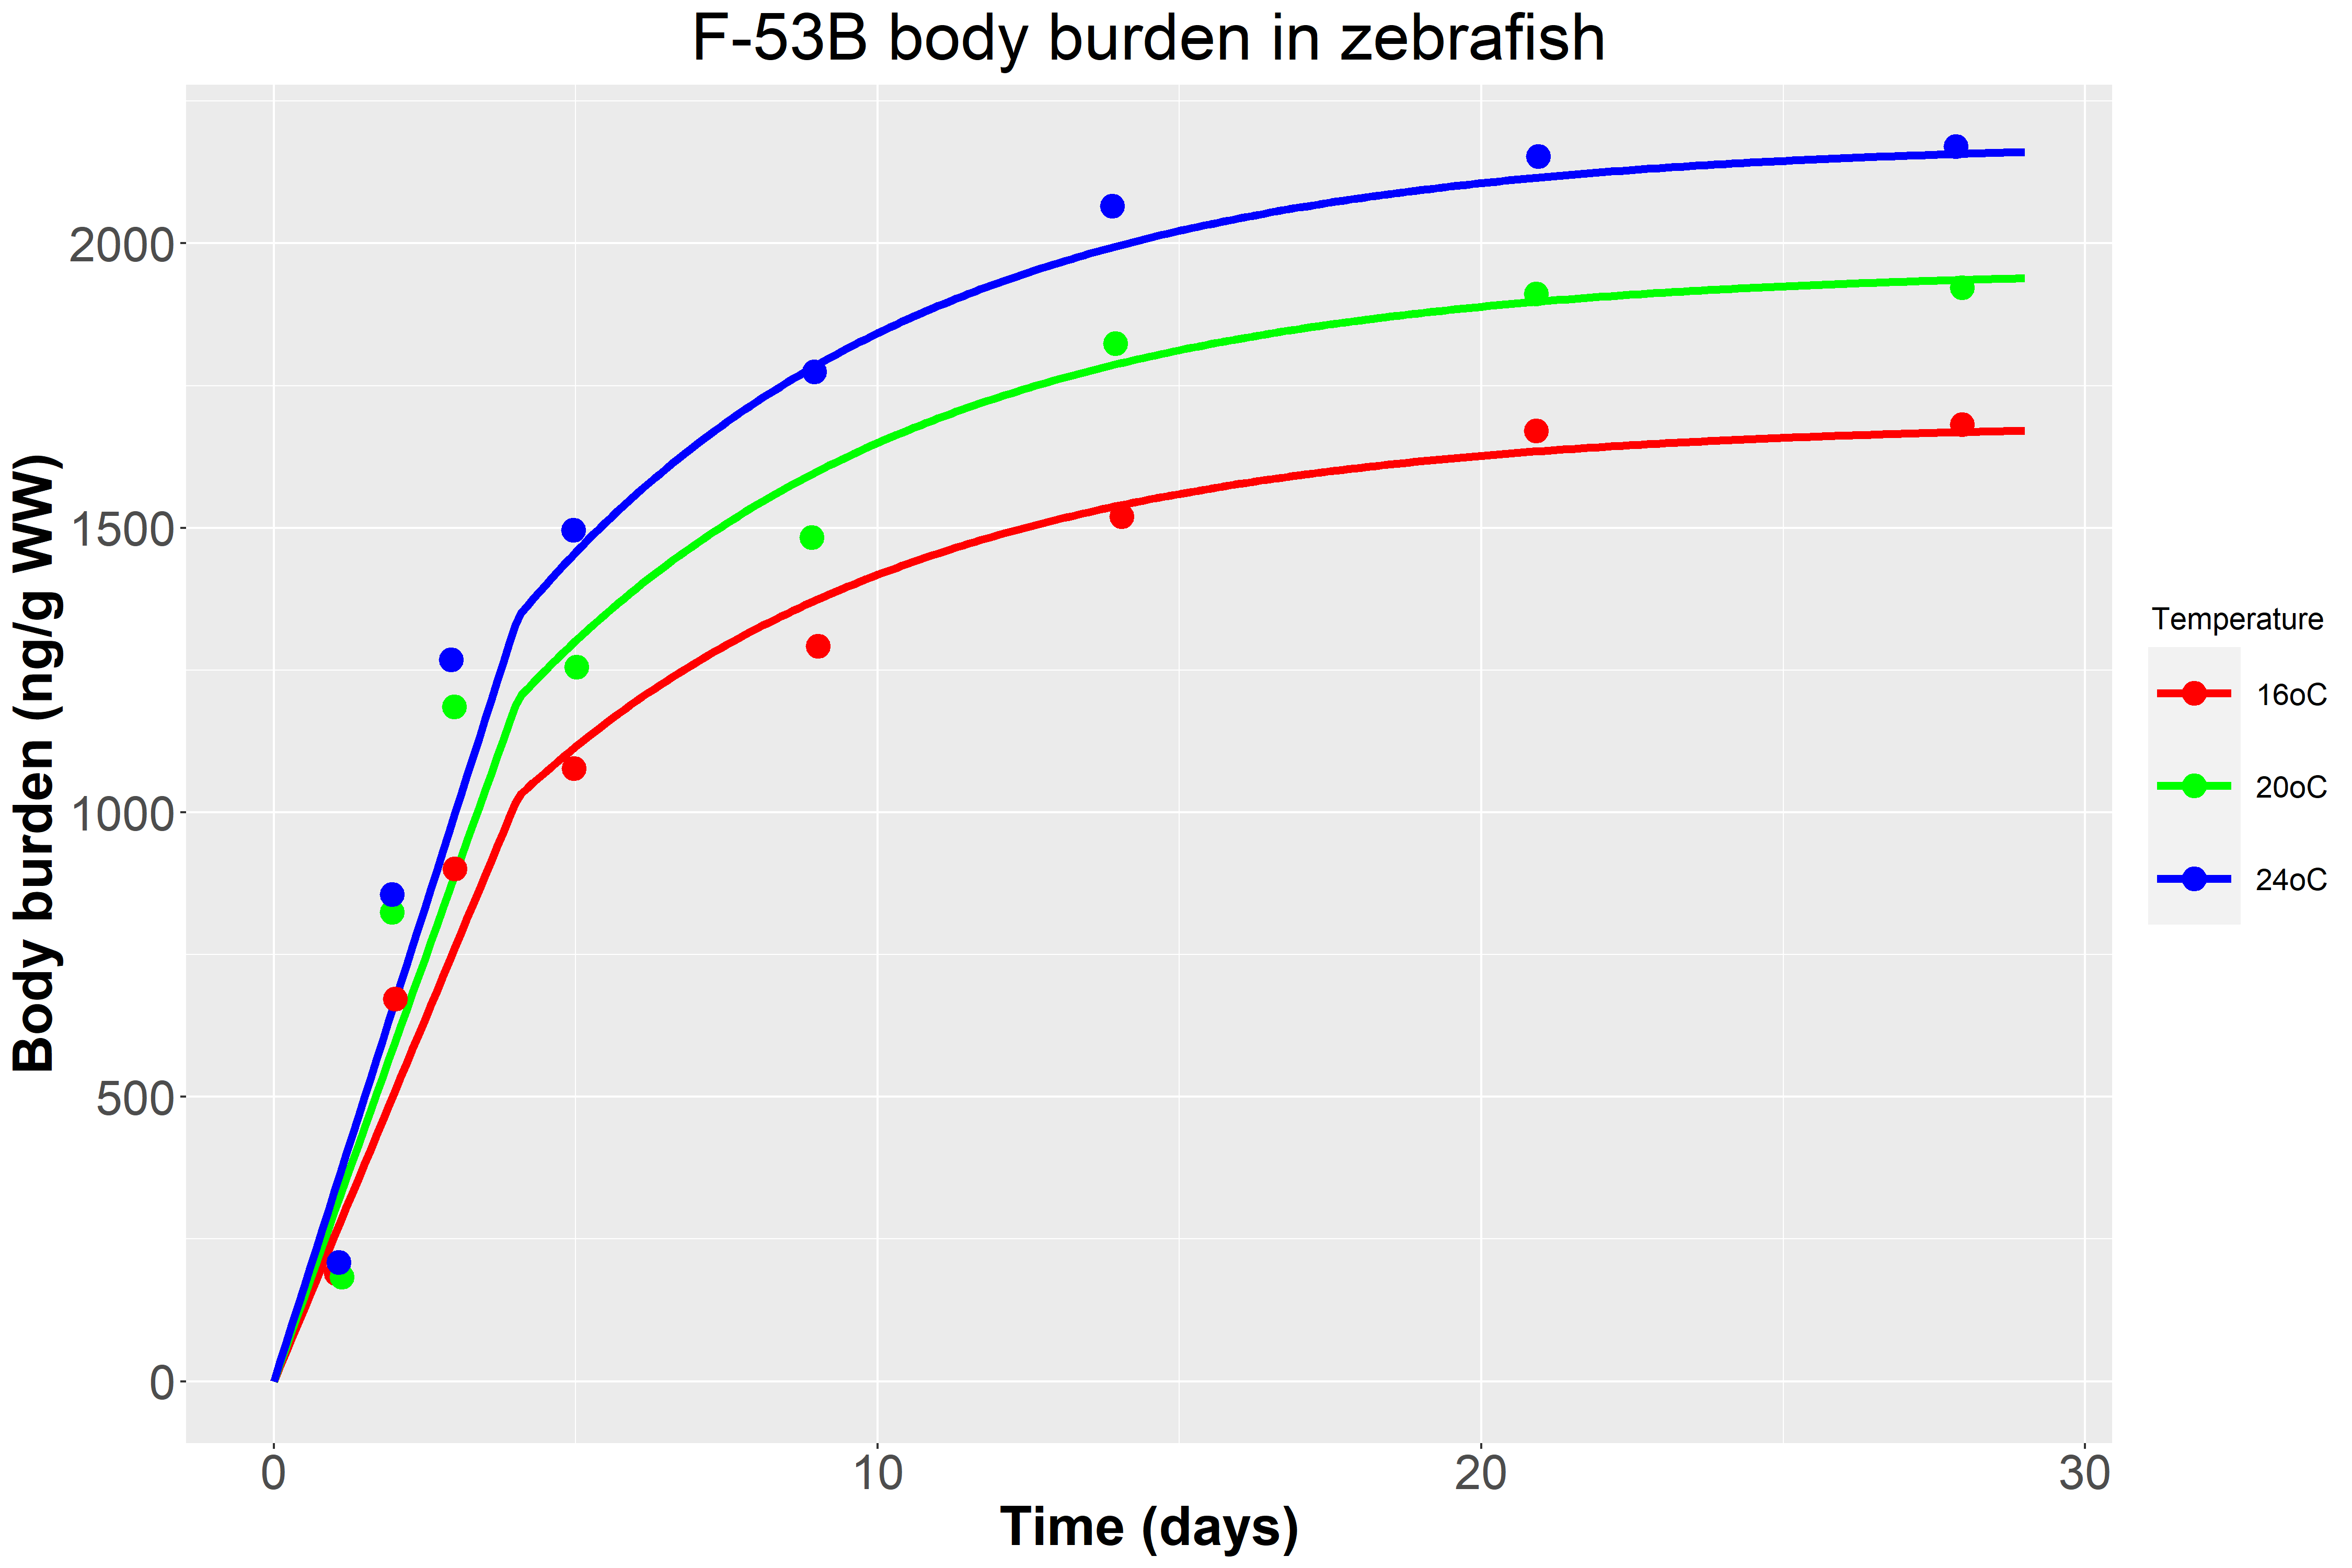 F-53B body burden in zebrafish
Body burden (ng/g WW)
2000
1500
1000
500
0
0 10 20 30
Time (days)
Temperature
16oC
20oC
24oC